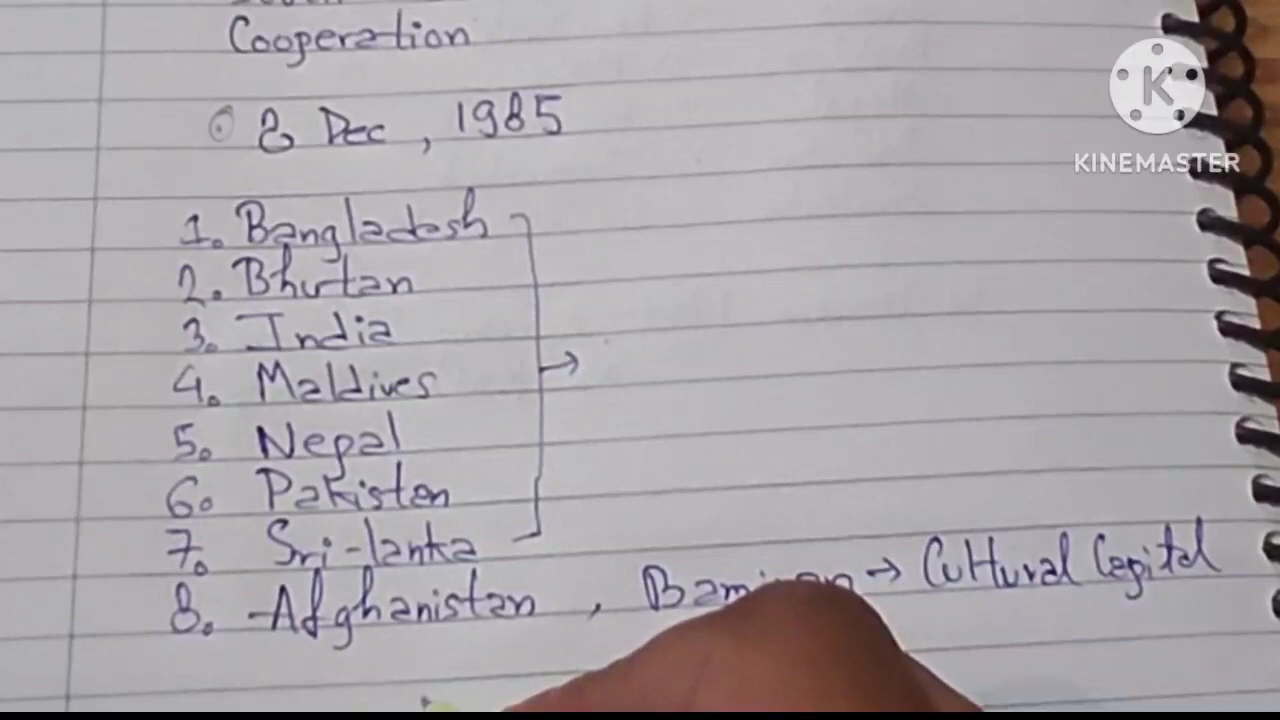 Cooperation
8 Dec, 1985
KINEMASTER
1. Bangladesh
2. Bhutan
3. India
4. Maldives
5. Nepal
6. Pakistan
7. Sri-lanka
8. Afghanistan, → Cultural Capital